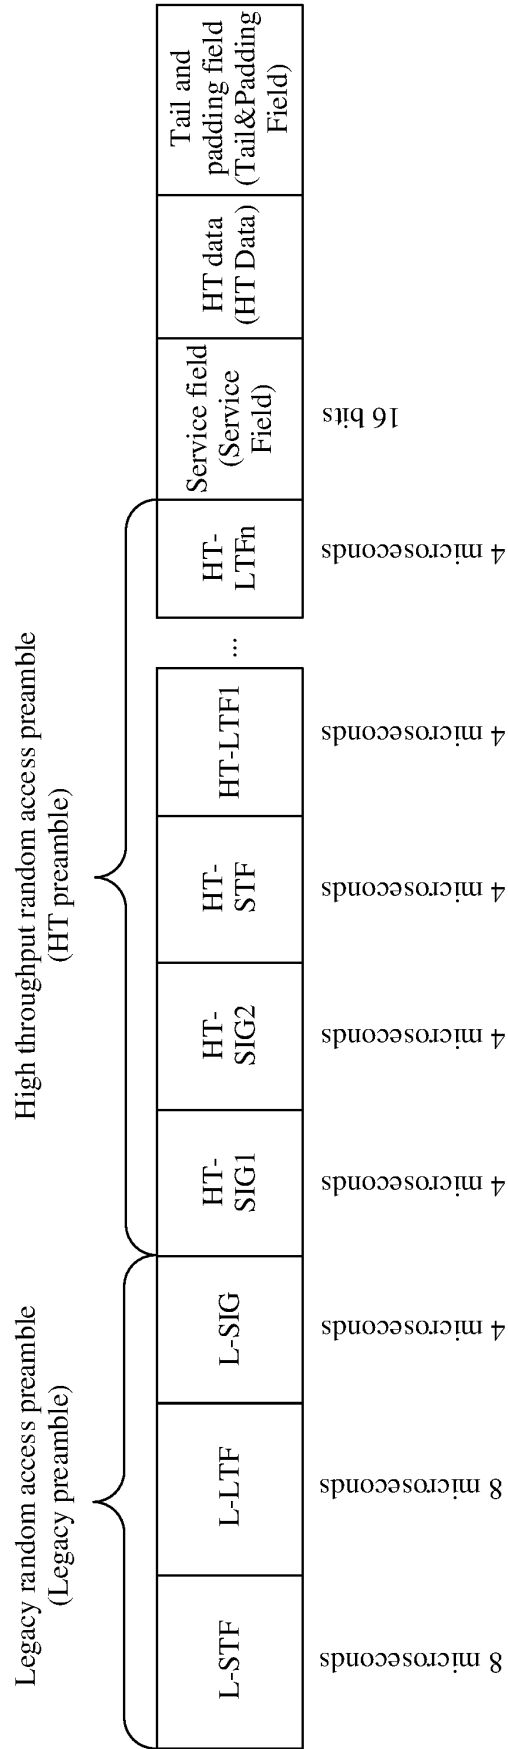 Legacy random access preamble
(Legacy preamble)
High throughput random access preamble
(HT preamble)
L-STF
L-LTF
L-SIG
HT-
SIG1
HT-
SIG2
HT-
STF
HT-LTF1
...
HT-
LTFn
Service field
(Service
Field)
HT data
(HT Data)
Tail and
padding field
(Tail&Padding
Field)
8 microseconds
8 microseconds
4 microseconds
4 microseconds
4 microseconds
4 microseconds
4 microseconds
4 microseconds
16 bits